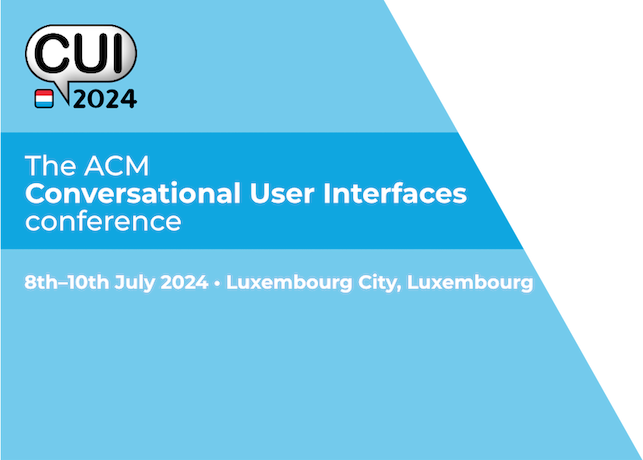 CUI
2024
The ACM
Conversational User Interfaces
conference
8th–10th July 2024 • Luxembourg City, Luxembourg